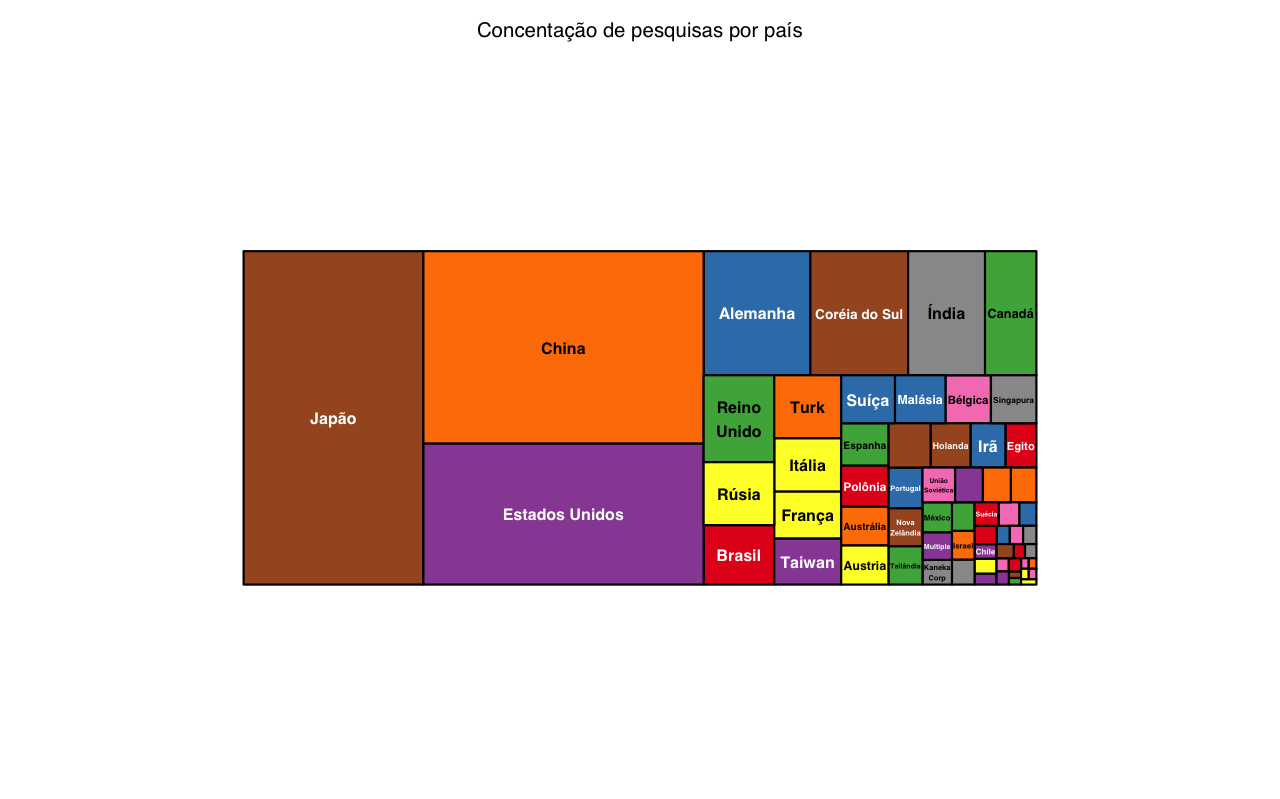 Concentação de pesquisas por país
Japão
China
Estados Unidos
Alemanha
Coréia do Sul
Índia
Canadá
Reino
Unido
Rúsia
Brasil
Turk
Itália
França
Taiwan
Suíça
Malásia
Bélgica
Singapura
Espanha
Holanda
Irã
Egito
Polônia
Austrália
Austria
Portugal
Nova
Zelândia
Tailândia
União
Soviética
México
Multiple
Kaneka
Corp
Israel
Suécia
Chile